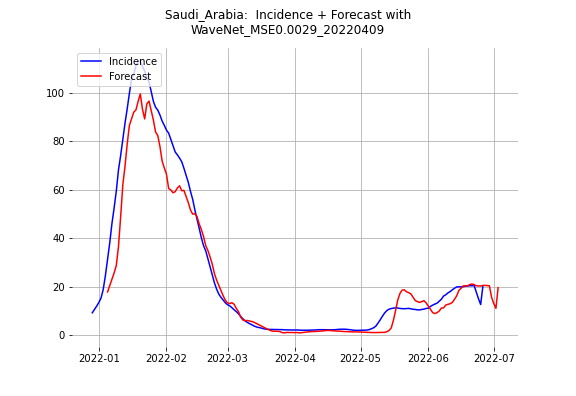 Saudi_Arabia:  Incidence + Forecast with
WaveNet_MSE0.0029_20220409
Incidence
Forecast
100
80
60
40
20
0
2022-01 2022-02 2022-03 2022-04 2022-05 2022-06 2022-07